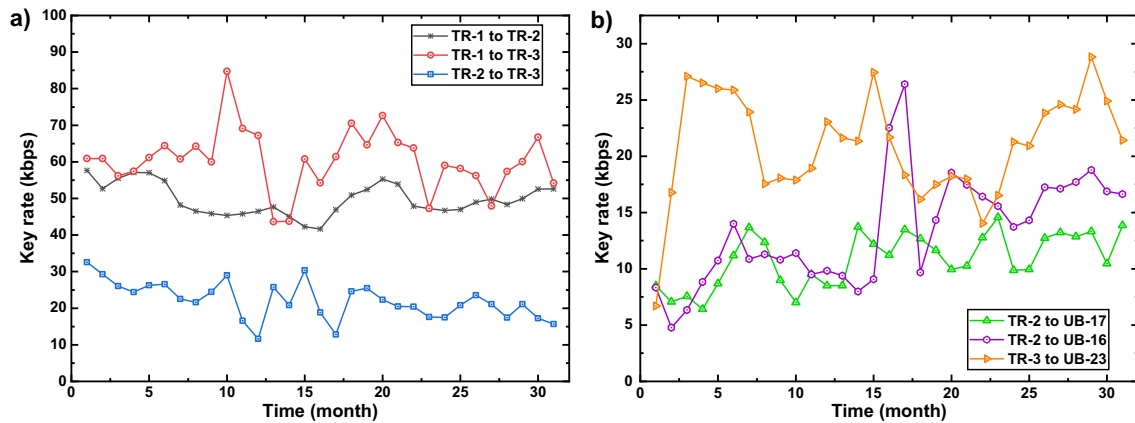 a)
Key rate (kbps)
100
90
80
70
60
50
40
30
20
10
0
0 5 10 15 20 25 30
Time (month)
TR-1 to TR-2
TR-1 to TR-3
TR-2 to TR-3
b)
Key rate (kbps)
30
25
20
15
10
5
0
0 5 10 15 20 25 30
Time (month)
TR-2 to UB-17
TR-2 to UB-16
TR-3 to UB-23